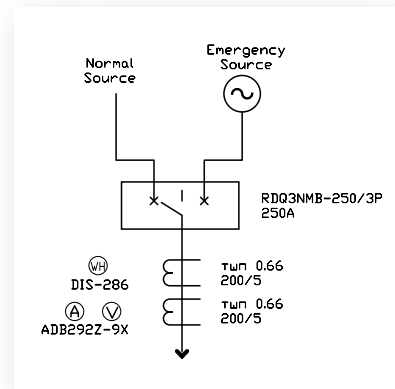 Normal
Source
Emergency
Source
RDQ3NMB-250/3P
250A
WH
DIS-286
тшп 0.66
200/5
A V
ADB292Z-9X
тшп 0.66
200/5